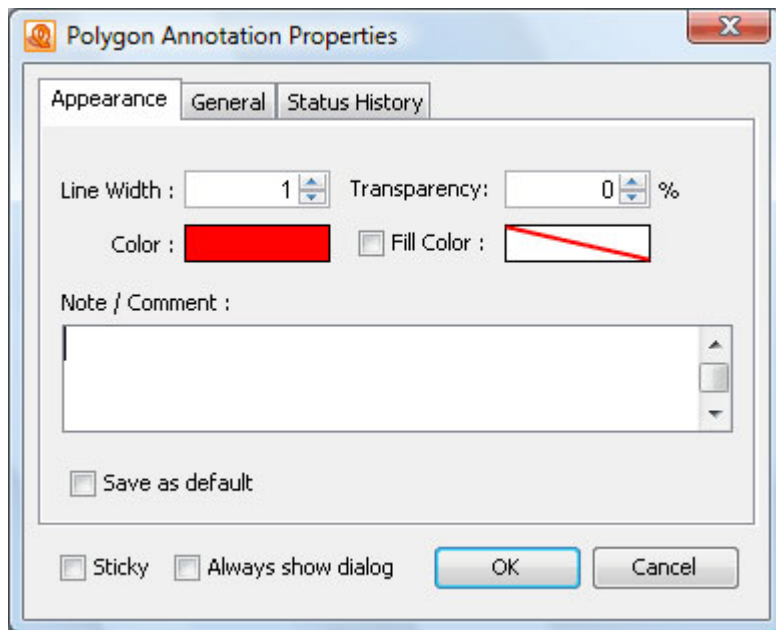 Polygon Annotation Properties
Appearance General Status History
Line Width : 1 Transparency: 0 %
Color : Fill Color :
Note / Comment :
Save as default
Sticky Always show dialog OK Cancel